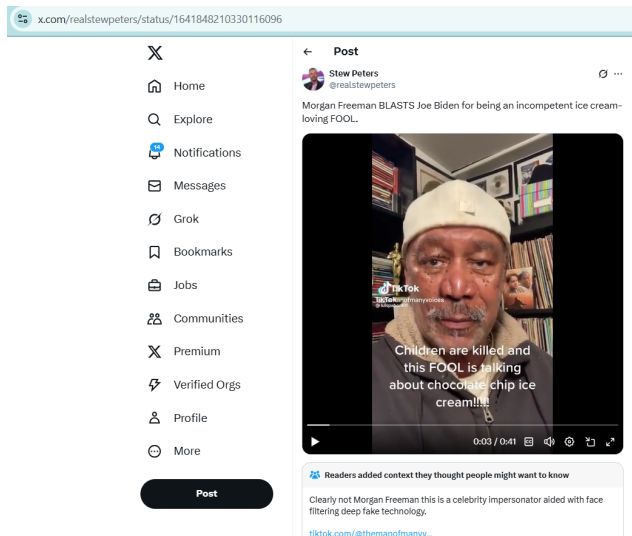 x.com/realstewpeters/status/1641848210330116096
Post
Stew Peters
@realstewpeters
Morgan Freeman BLASTS Joe Biden for being an incompetent ice cream-
loving FOOL.
Home
Explore
14
Notifications
Messages
Grok
Bookmarks
Jobs
Communities
Premium
Verified Orgs
Profile
More
Post
TikTok
TikTok
Children are killed and
this FOOL is talking
about chocolate chip ice
cream!!!!!
0:03 / 0:41
CC
Readers added context they thought people might want to know
Clearly not Morgan Freeman this is a celebrity impersonator aided with face
filtering deep fake technology.
tiktok.com/@themanofmanyv...